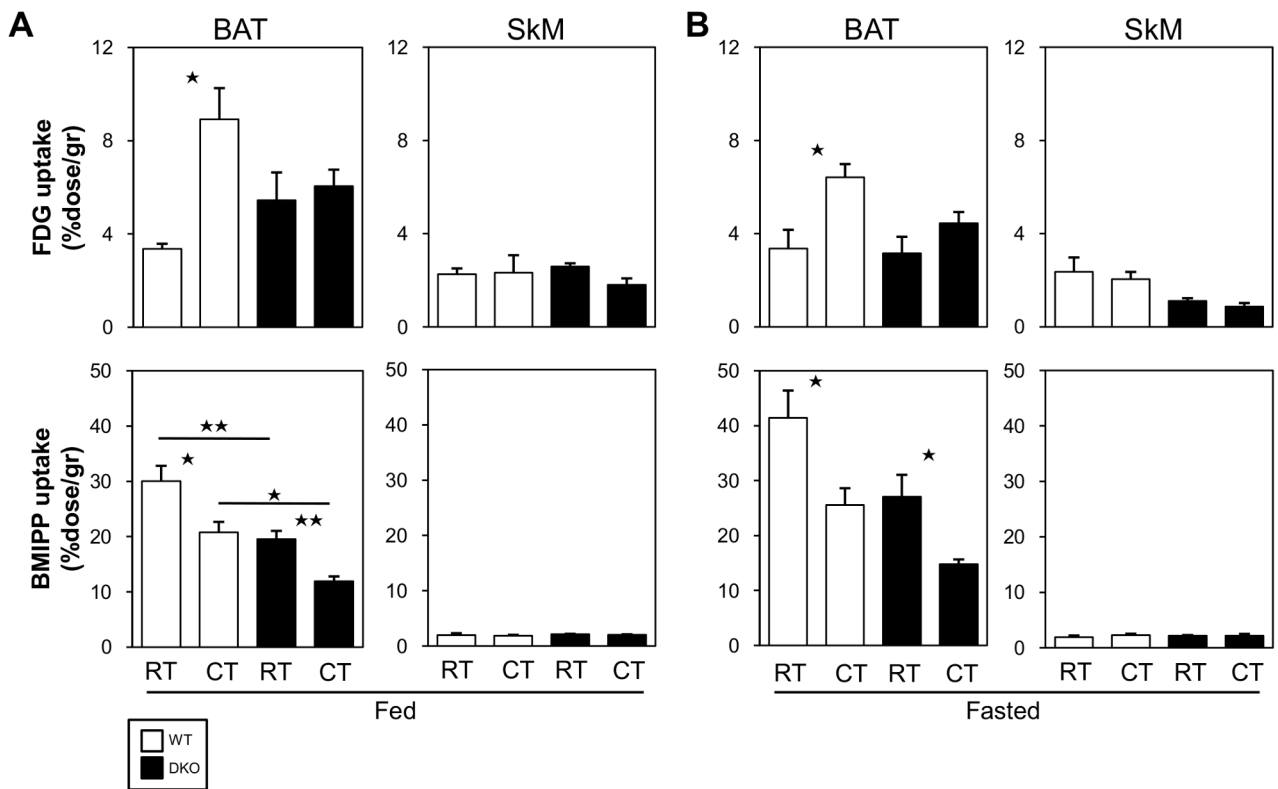 A
BAT
SkM
B
BAT
SkM
FDG uptake
(%dose/gr)
12
8
4
0
12
8
4
0
12
8
4
0
12
8
4
0
★
★
BMIPP uptake
(%dose/gr)
50
40
30
20
10
0
50
40
30
20
10
0
50
40
30
20
10
0
50
40
30
20
10
0
★★
★
★
★★
★
★
RT CT RT CT
RT CT RT CT
RT CT RT CT
RT CT RT CT
Fed
Fasted
WT
DKO